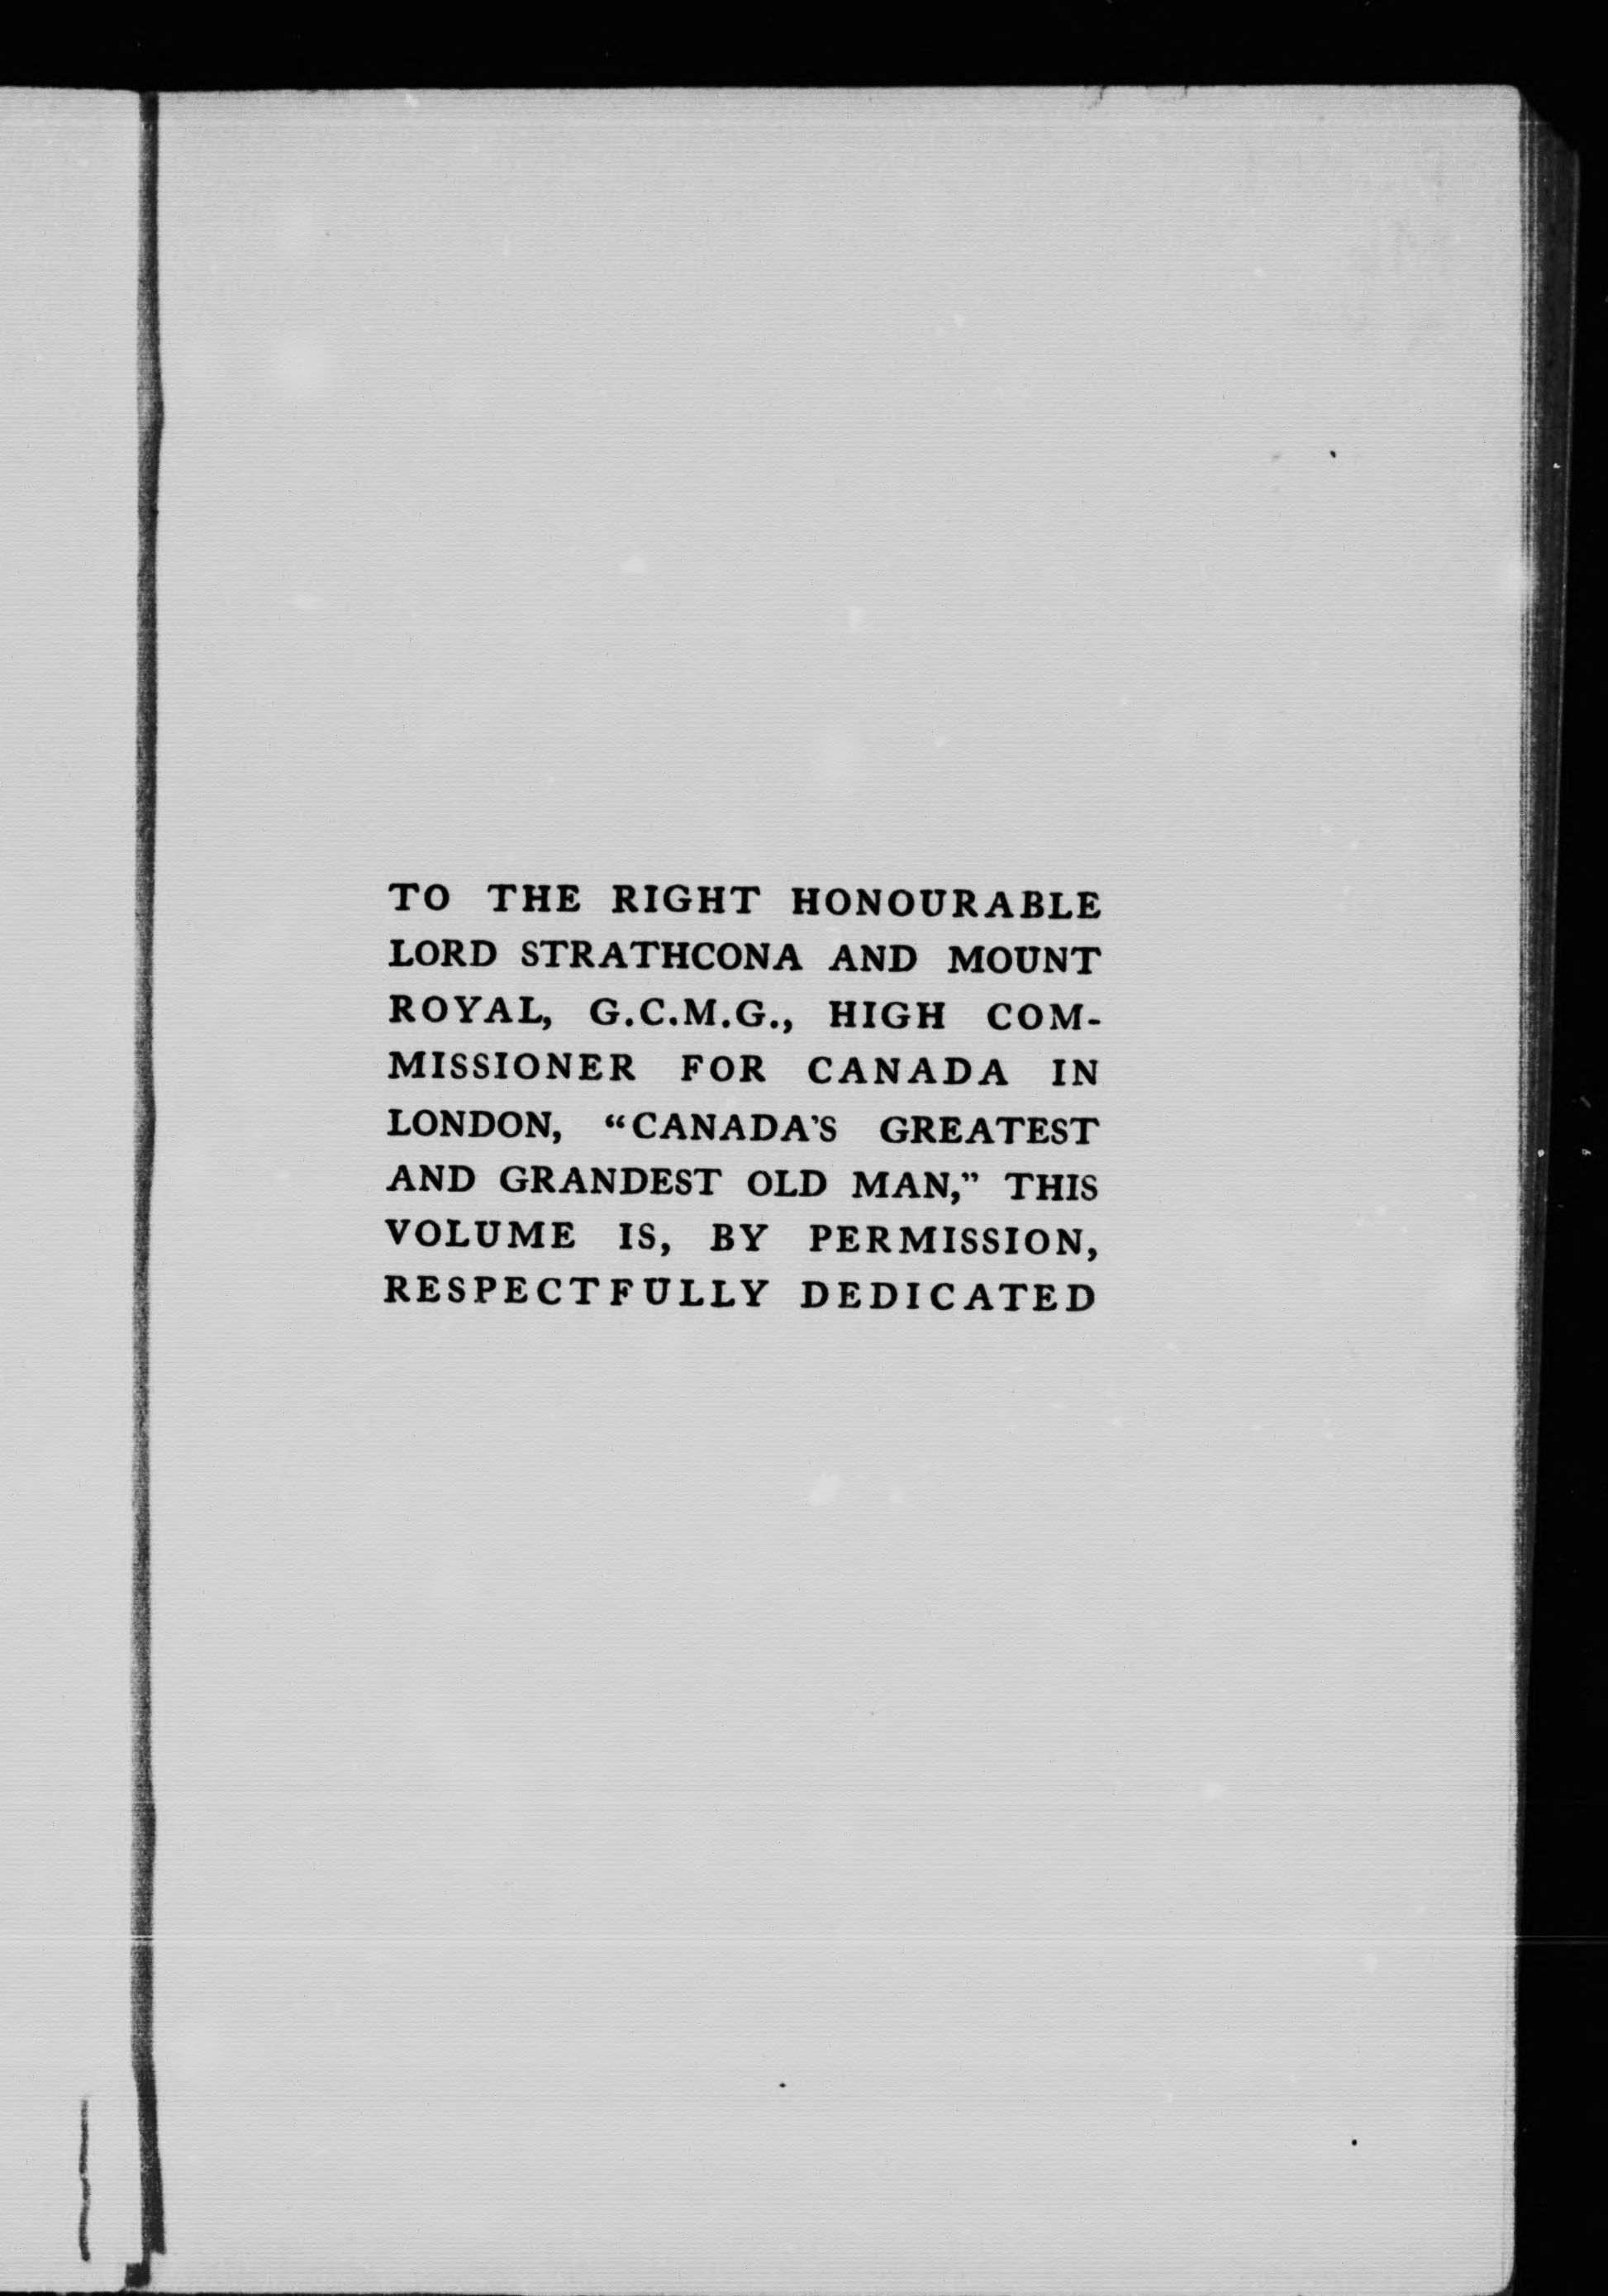 TO THE RIGHT HONOURABLE
LORD STRATHCONA AND MOUNT
ROYAL, G.C.M.G., HIGH COM-
MISSIONER FOR CANADA IN
LONDON, “CANADA’S GREATEST
AND GRANDEST OLD MAN,” THIS
VOLUME IS, BY PERMISSION,
RESPECTFULLY DEDICATED